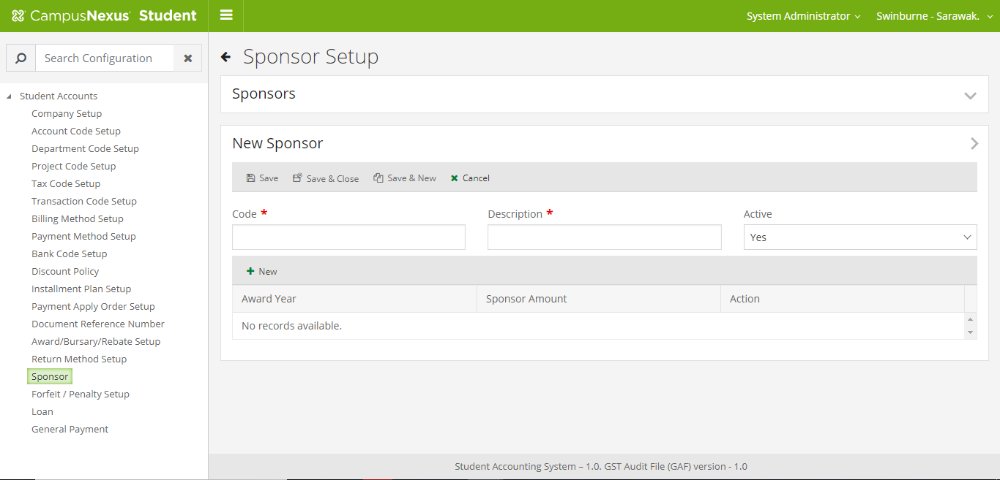 CampusNexus Student
System Administrator
Swinburne - Sarawak.
Search Configuration
Student Accounts
Company Setup
Account Code Setup
Department Code Setup
Project Code Setup
Tax Code Setup
Transaction Code Setup
Billing Method Setup
Payment Method Setup
Bank Code Setup
Discount Policy
Installment Plan Setup
Payment Apply Order Setup
Document Reference Number
Award/Bursary/Rebate Setup
Return Method Setup
Sponsor
Forfeit / Penalty Setup
Loan
General Payment
Sponsor Setup
Sponsors
New Sponsor
Save Save & Close Save & New Cancel
Code * Description * Active
Yes
New
Award Year Sponsor Amount Action
No records available.
Student Accounting System – 1.0. GST Audit File (GAF) version - 1.0